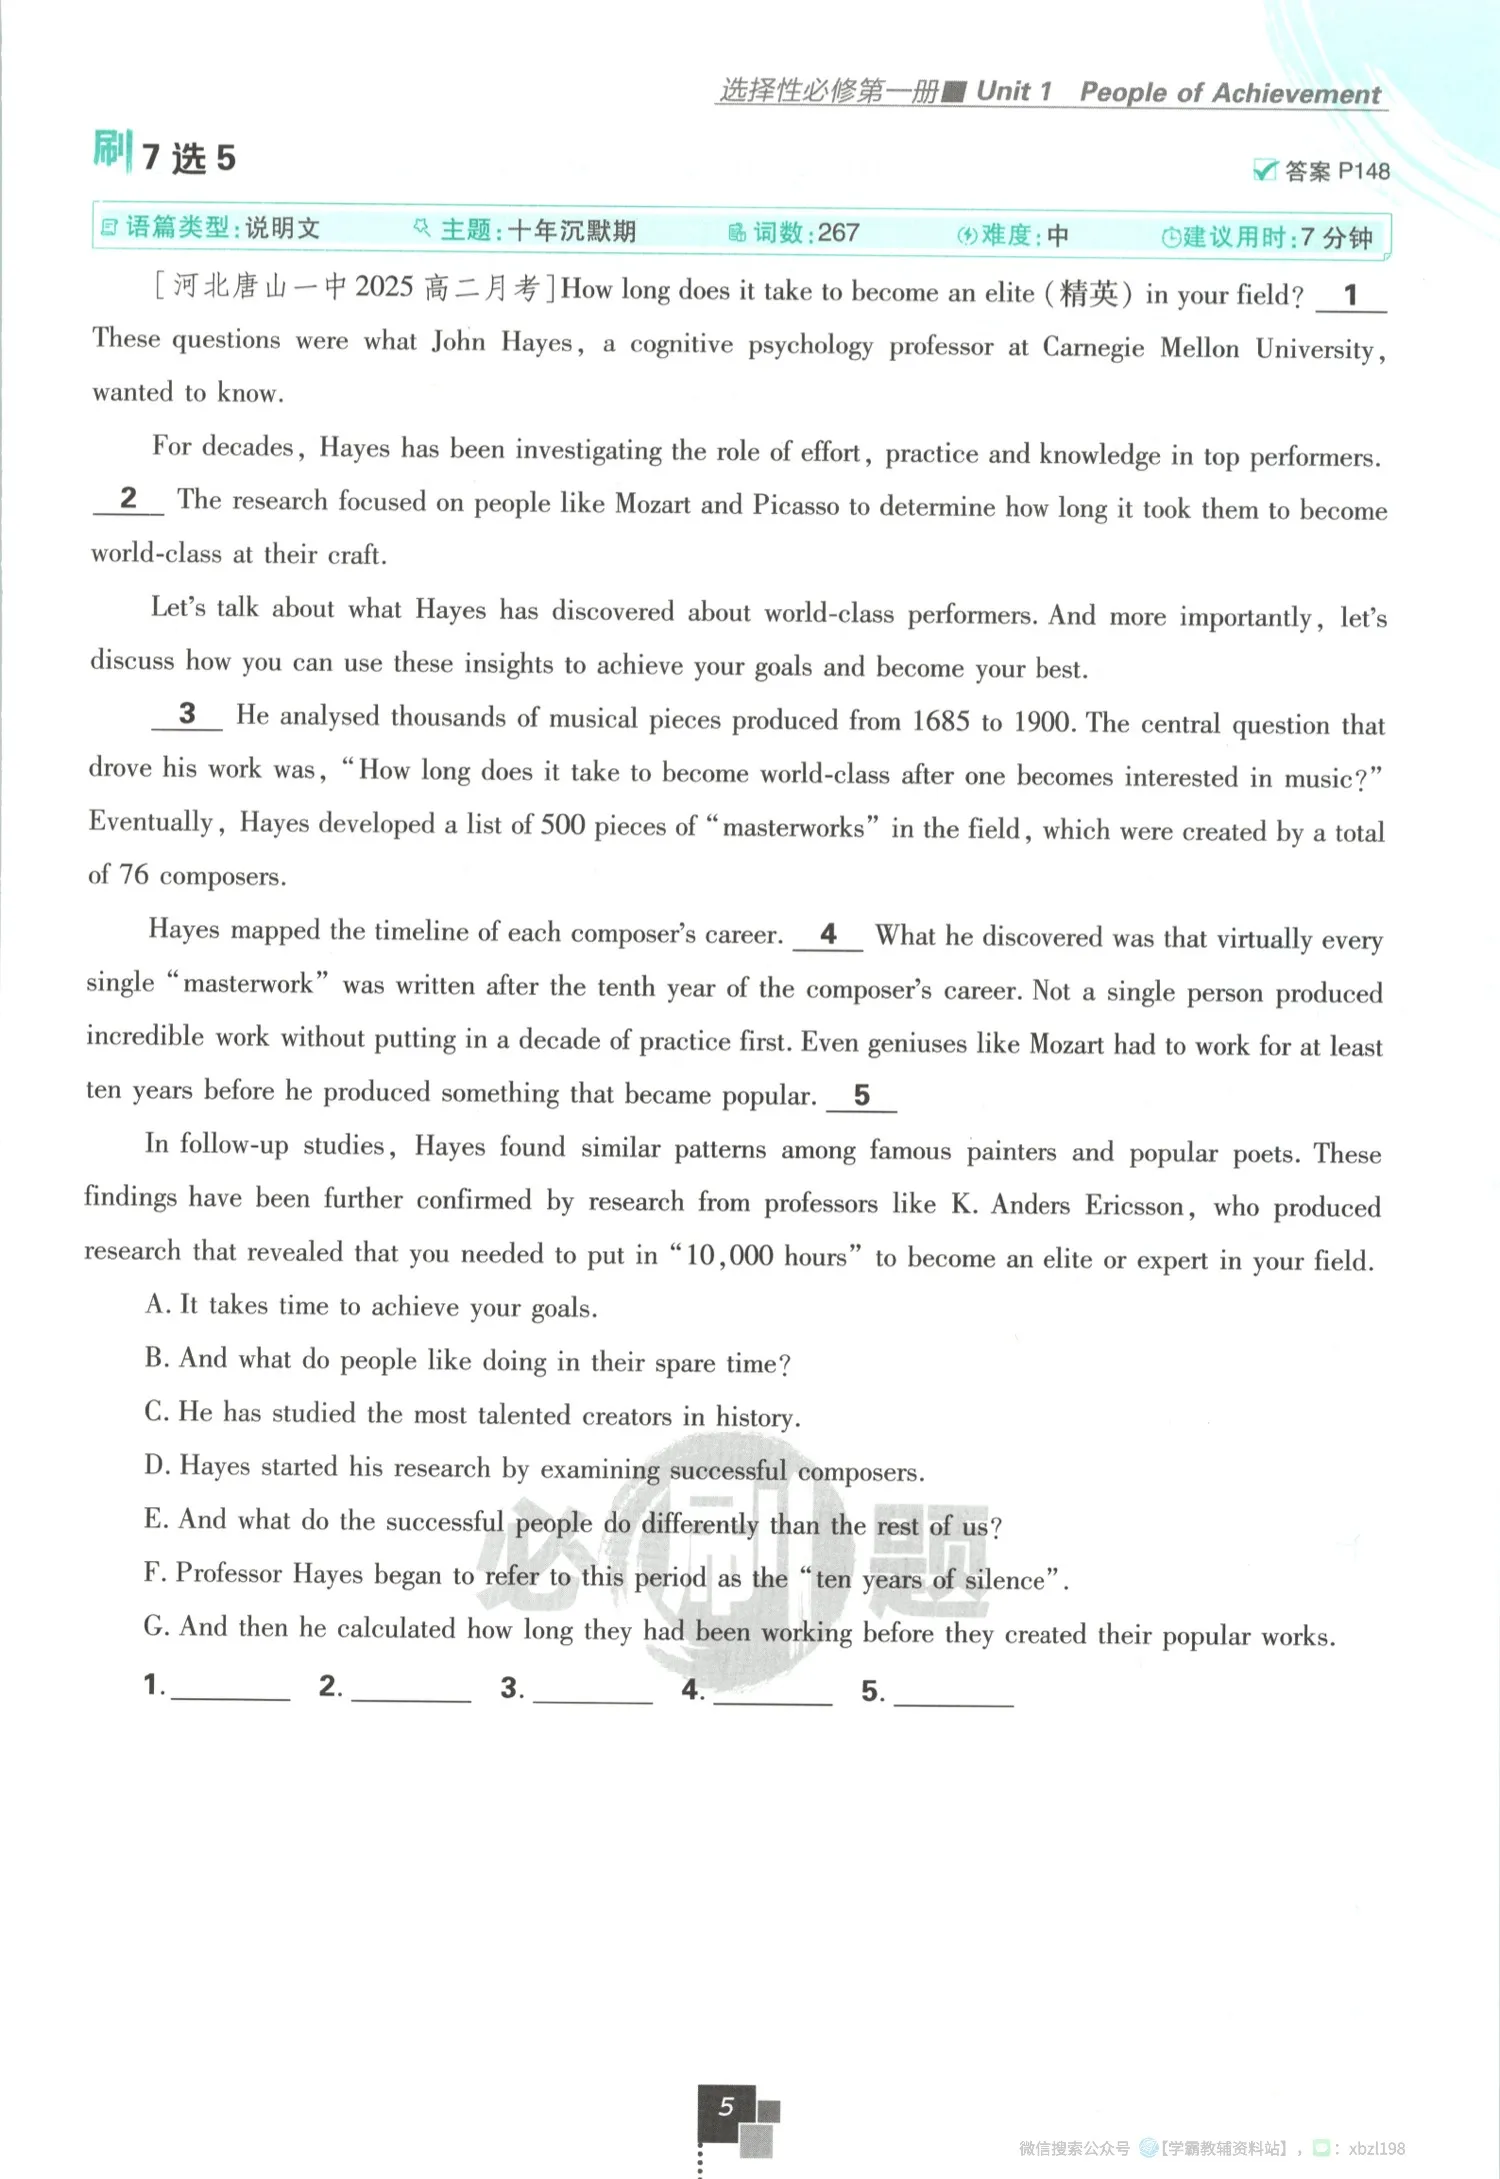 选择性必修第一册■ Unit 1 People of Achievement
刷 7 选 5
答案 P148
语篇类型:说明文 主题:十年沉默期 词数:267 难度:中 建议用时:7 分钟
[河北唐山一中2025高二月考]How long does it take to become an elite (精英) in your field? 1
These questions were what John Hayes, a cognitive psychology professor at Carnegie Mellon University,
wanted to know.
For decades, Hayes has been investigating the role of effort, practice and knowledge in top performers.
2 The research focused on people like Mozart and Picasso to determine how long it took them to become
world-class at their craft.
Let's talk about what Hayes has discovered about world-class performers. And more importantly, let's
discuss how you can use these insights to achieve your goals and become your best.
3 He analysed thousands of musical pieces produced from 1685 to 1900. The central question that
drove his work was, “How long does it take to become world-class after one becomes interested in music?”
Eventually, Hayes developed a list of 500 pieces of “masterworks” in the field, which were created by a total
of 76 composers.
Hayes mapped the timeline of each composer's career. 4 What he discovered was that virtually every
single “masterwork” was written after the tenth year of the composer's career. Not a single person produced
incredible work without putting in a decade of practice first. Even geniuses like Mozart had to work for at least
ten years before he produced something that became popular. 5
In follow-up studies, Hayes found similar patterns among famous painters and popular poets. These
findings have been further confirmed by research from professors like K. Anders Ericsson, who produced
research that revealed that you needed to put in “10,000 hours” to become an elite or expert in your field.
A. It takes time to achieve your goals.
B. And what do people like doing in their spare time?
C. He has studied the most talented creators in history.
D. Hayes started his research by examining successful composers.
E. And what do the successful people do differently than the rest of us?
F. Professor Hayes began to refer to this period as the “ten years of silence”.
G. And then he calculated how long they had been working before they created their popular works.
必刷题
1. ________ 2. ________ 3. ________ 4. ________ 5. ________
5
微信搜索公众号 【学霸教辅资料站】, : xbzl198